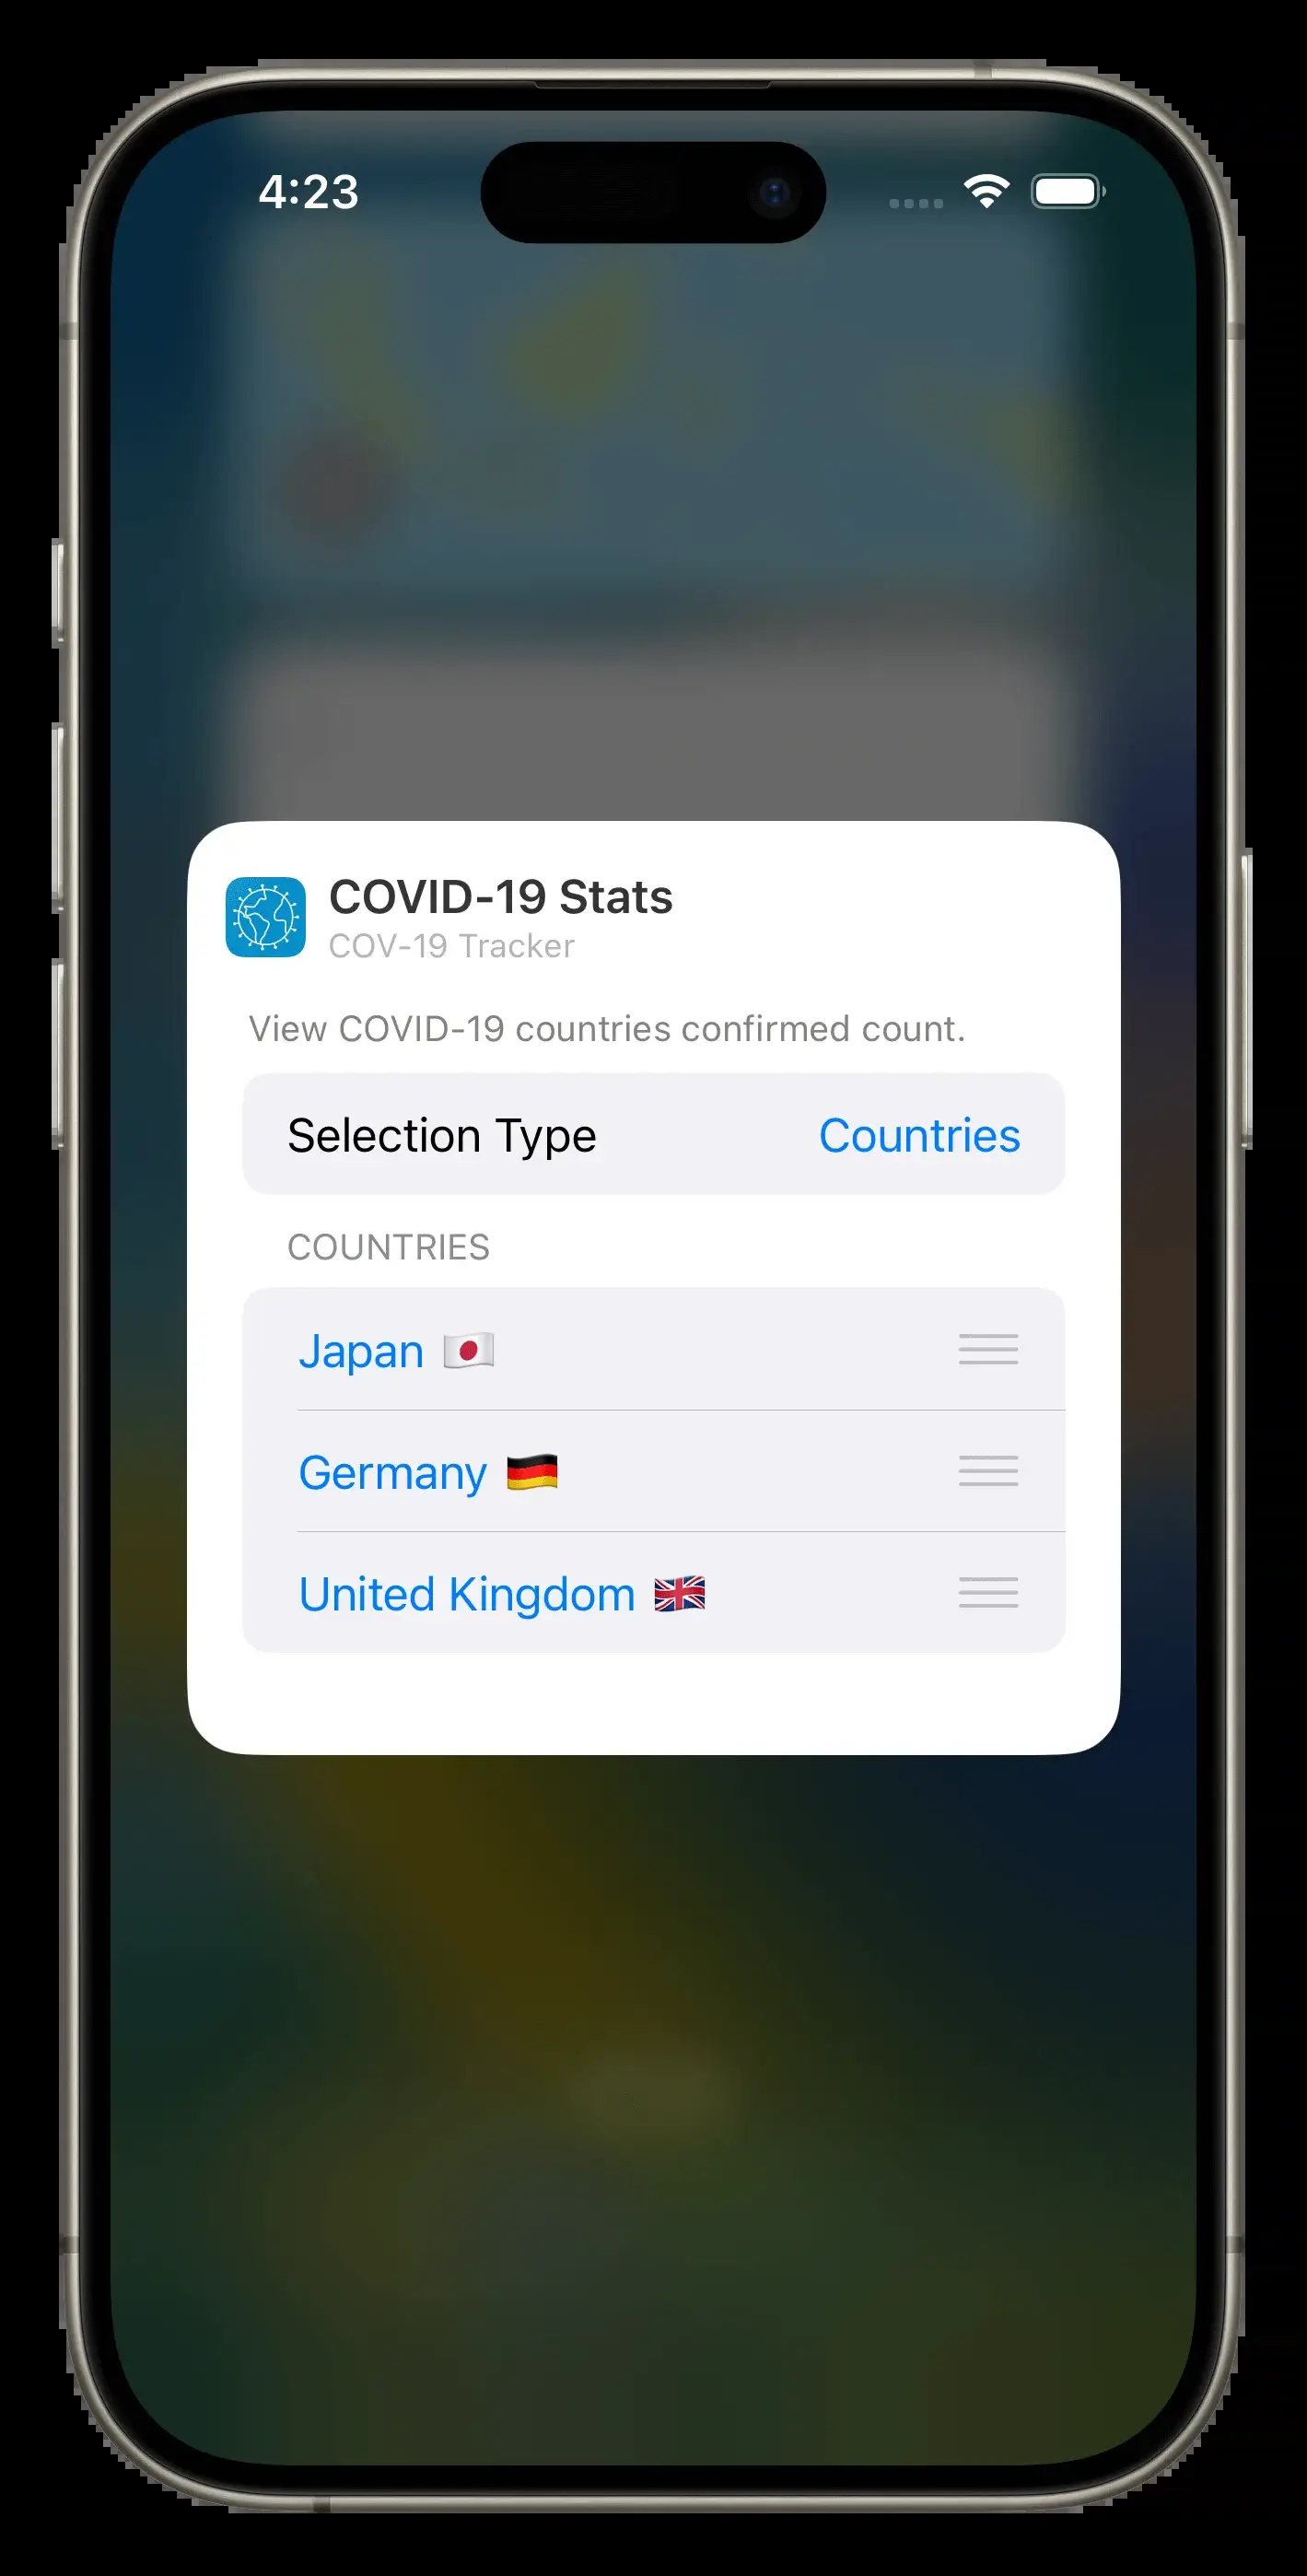 4:23
COVID-19 Stats
COV-19 Tracker
View COVID-19 countries confirmed count.
Selection Type Countries
COUNTRIES
Japan 🇯🇵
Germany 🇩🇪
United Kingdom 🇬🇧